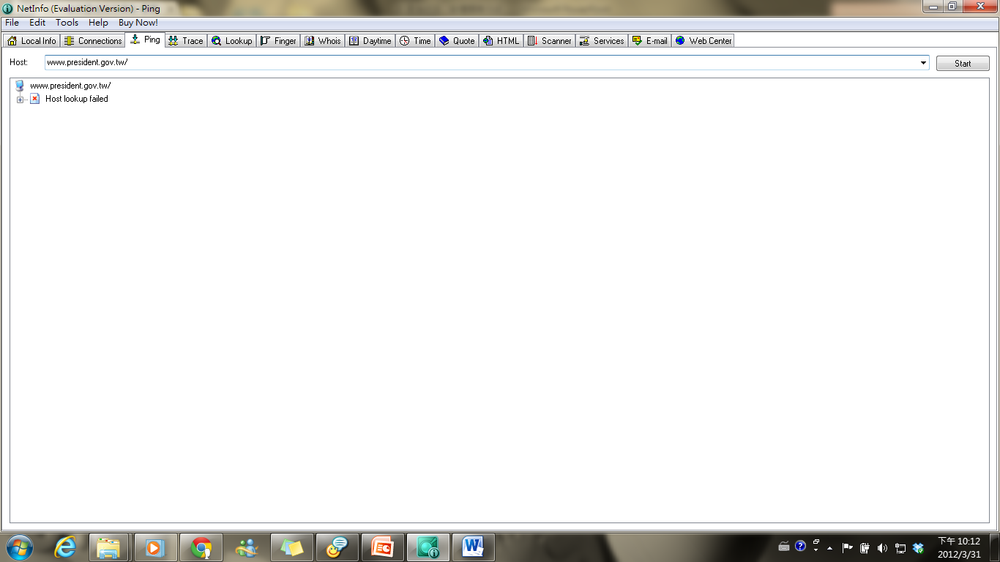 NetInfo (Evaluation Version) - Ping
File Edit Tools Help Buy Now!
Local Info Connections Ping Trace Lookup Finger Whois Daytime Time Quote HTML Scanner Services E-mail Web Center
Host: www.president.gov.tw/ Start
www.president.gov.tw/
Host lookup failed
下午 10:12
2012/3/31